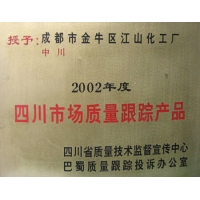 授予：成都市金牛区江山化工厂
中川
2002年度
四川市场质量跟踪产品
四川省质量技术监督宣传中心
巴蜀质量跟踪投诉办公室